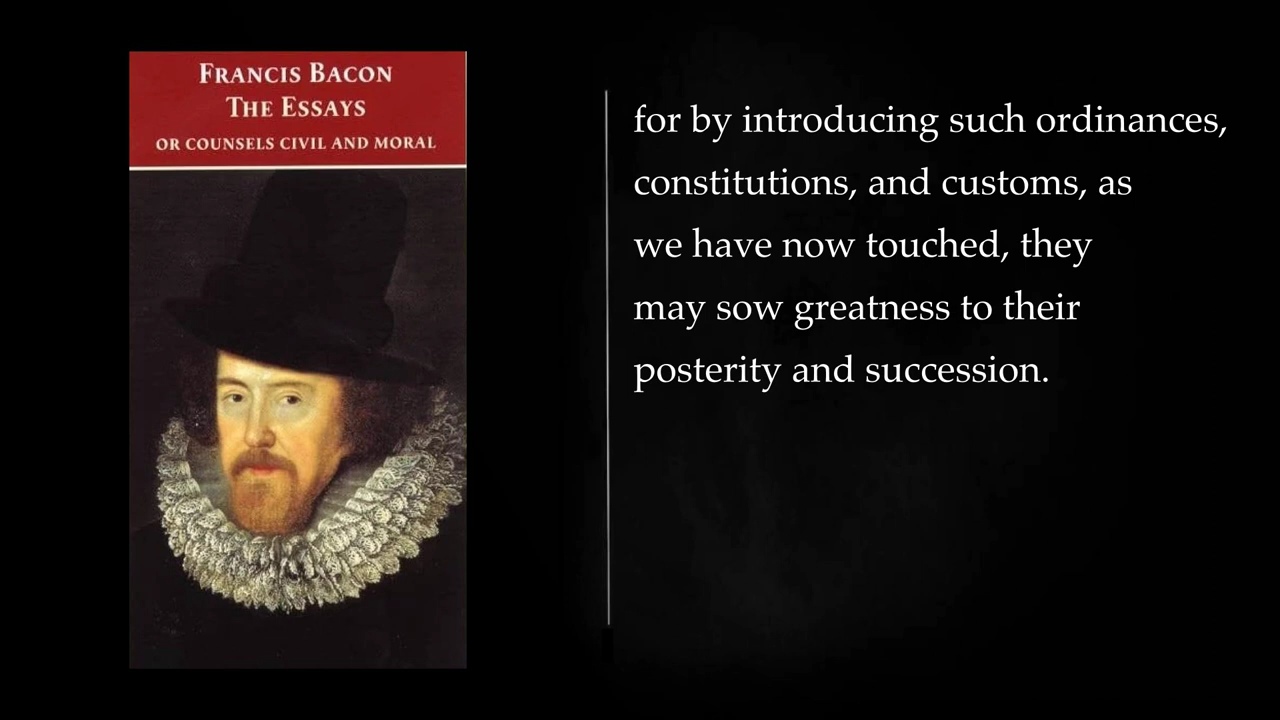 FRANCIS BACON
THE ESSAYS
OR COUNSELS CIVIL AND MORAL
for by introducing such ordinances,
constitutions, and customs, as
we have now touched, they
may sow greatness to their
posterity and succession.